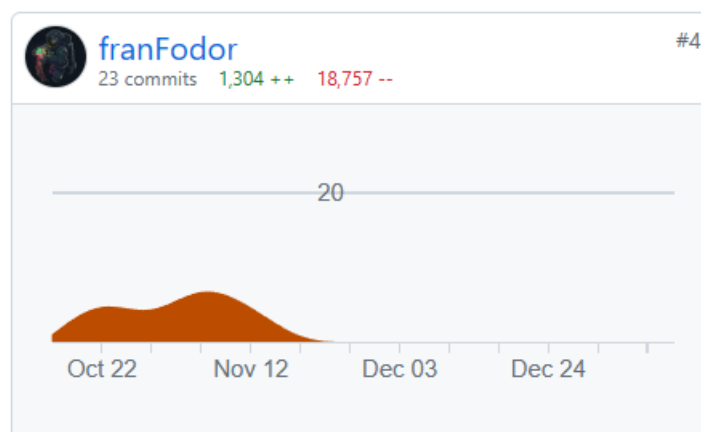 franFodor
#4
23 commits 1,304 ++ 18,757 --
20
Oct 22 Nov 12 Dec 03 Dec 24